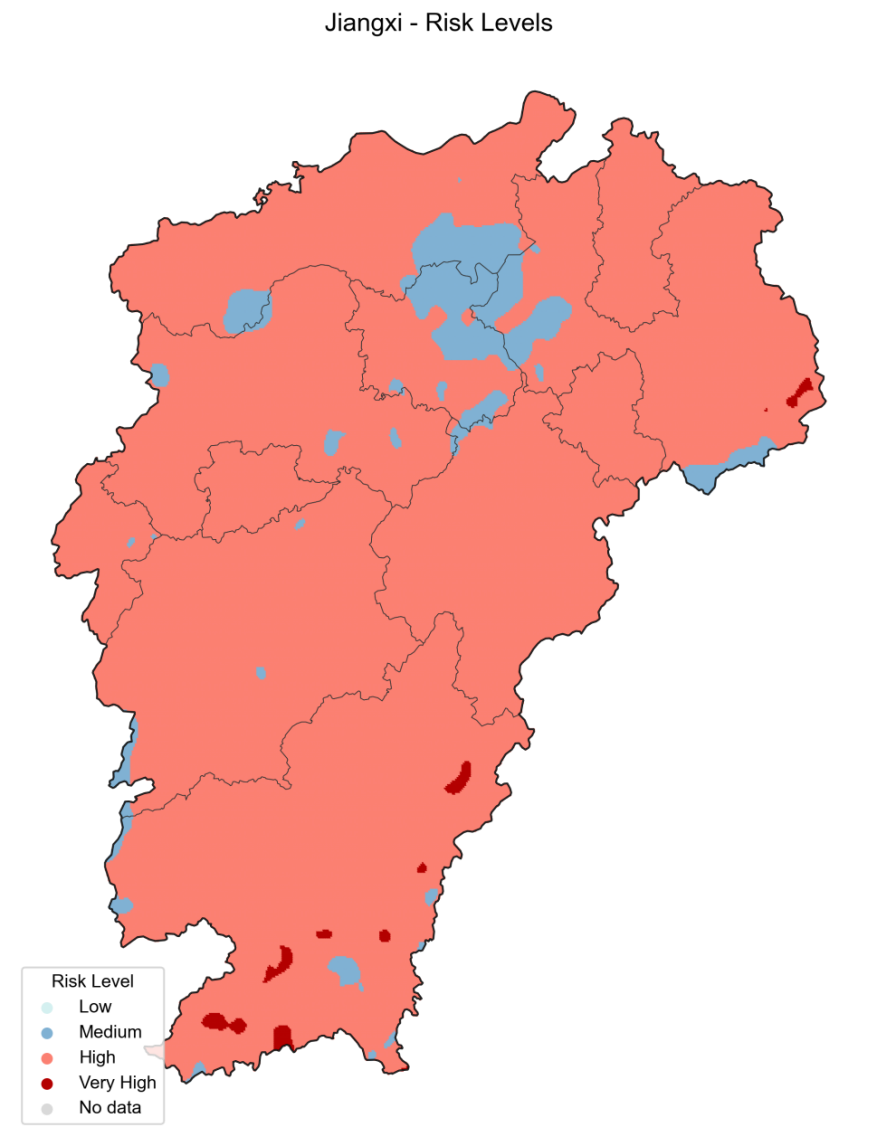 Jiangxi - Risk Levels
Risk Level
Low
Medium
High
Very High
No data